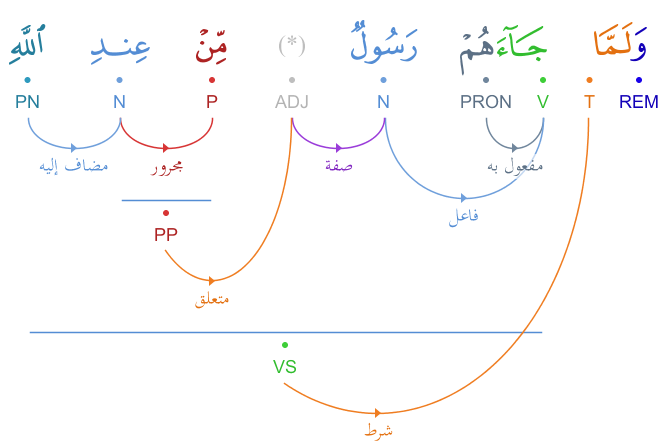 وَلَمَّا جَآءَهُمْ رَسُولٌ (*) مِّنْ عِندِ ٱللَّهِ
REM T V PRON N ADJ P N PN
مفعول به صفة مجرور مضاف إليه
فاعل
PP
متعلق
VS
شرط